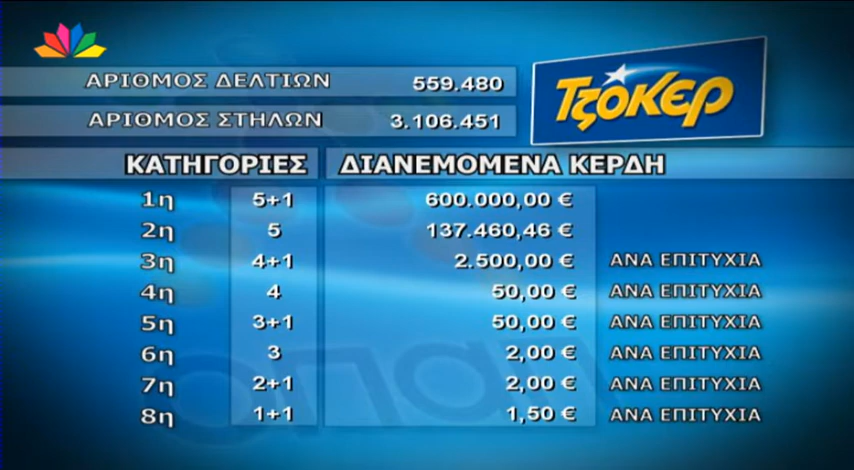 ΑΡΙΘΜΟΣ ΔΕΛΤΙΩΝ 559.480
ΑΡΙΘΜΟΣ ΣΤΗΛΩΝ 3.106.451
ΤζόΚΕΡ
ΚΑΤΗΓΟΡΙΕΣ ΔΙΑΝΕΜΟΜΕΝΑ ΚΕΡΔΗ
1η 5+1 600.000,00 €
2η 5 137.460,46 €
3η 4+1 2.500,00 € ΑΝΑ ΕΠΙΤΥΧΙΑ
4η 4 50,00 € ΑΝΑ ΕΠΙΤΥΧΙΑ
5η 3+1 50,00 € ΑΝΑ ΕΠΙΤΥΧΙΑ
6η 3 2,00 € ΑΝΑ ΕΠΙΤΥΧΙΑ
7η 2+1 2,00 € ΑΝΑ ΕΠΙΤΥΧΙΑ
8η 1+1 1,50 € ΑΝΑ ΕΠΙΤΥΧΙΑ
οπαπ